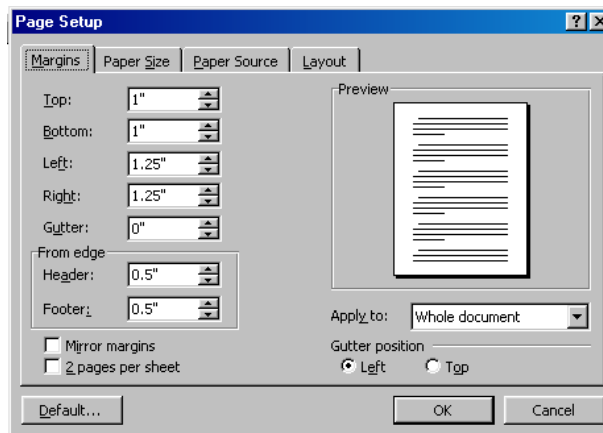 Page Setup
Margins Paper Size Paper Source Layout
Top: 1"
Bottom: 1"
Left: 1.25"
Right: 1.25"
Gutter: 0"
From edge
Header: 0.5"
Footer: 0.5"
Mirror margins
2 pages per sheet
Preview
Apply to: Whole document
Gutter position
Left Top
Default... OK Cancel